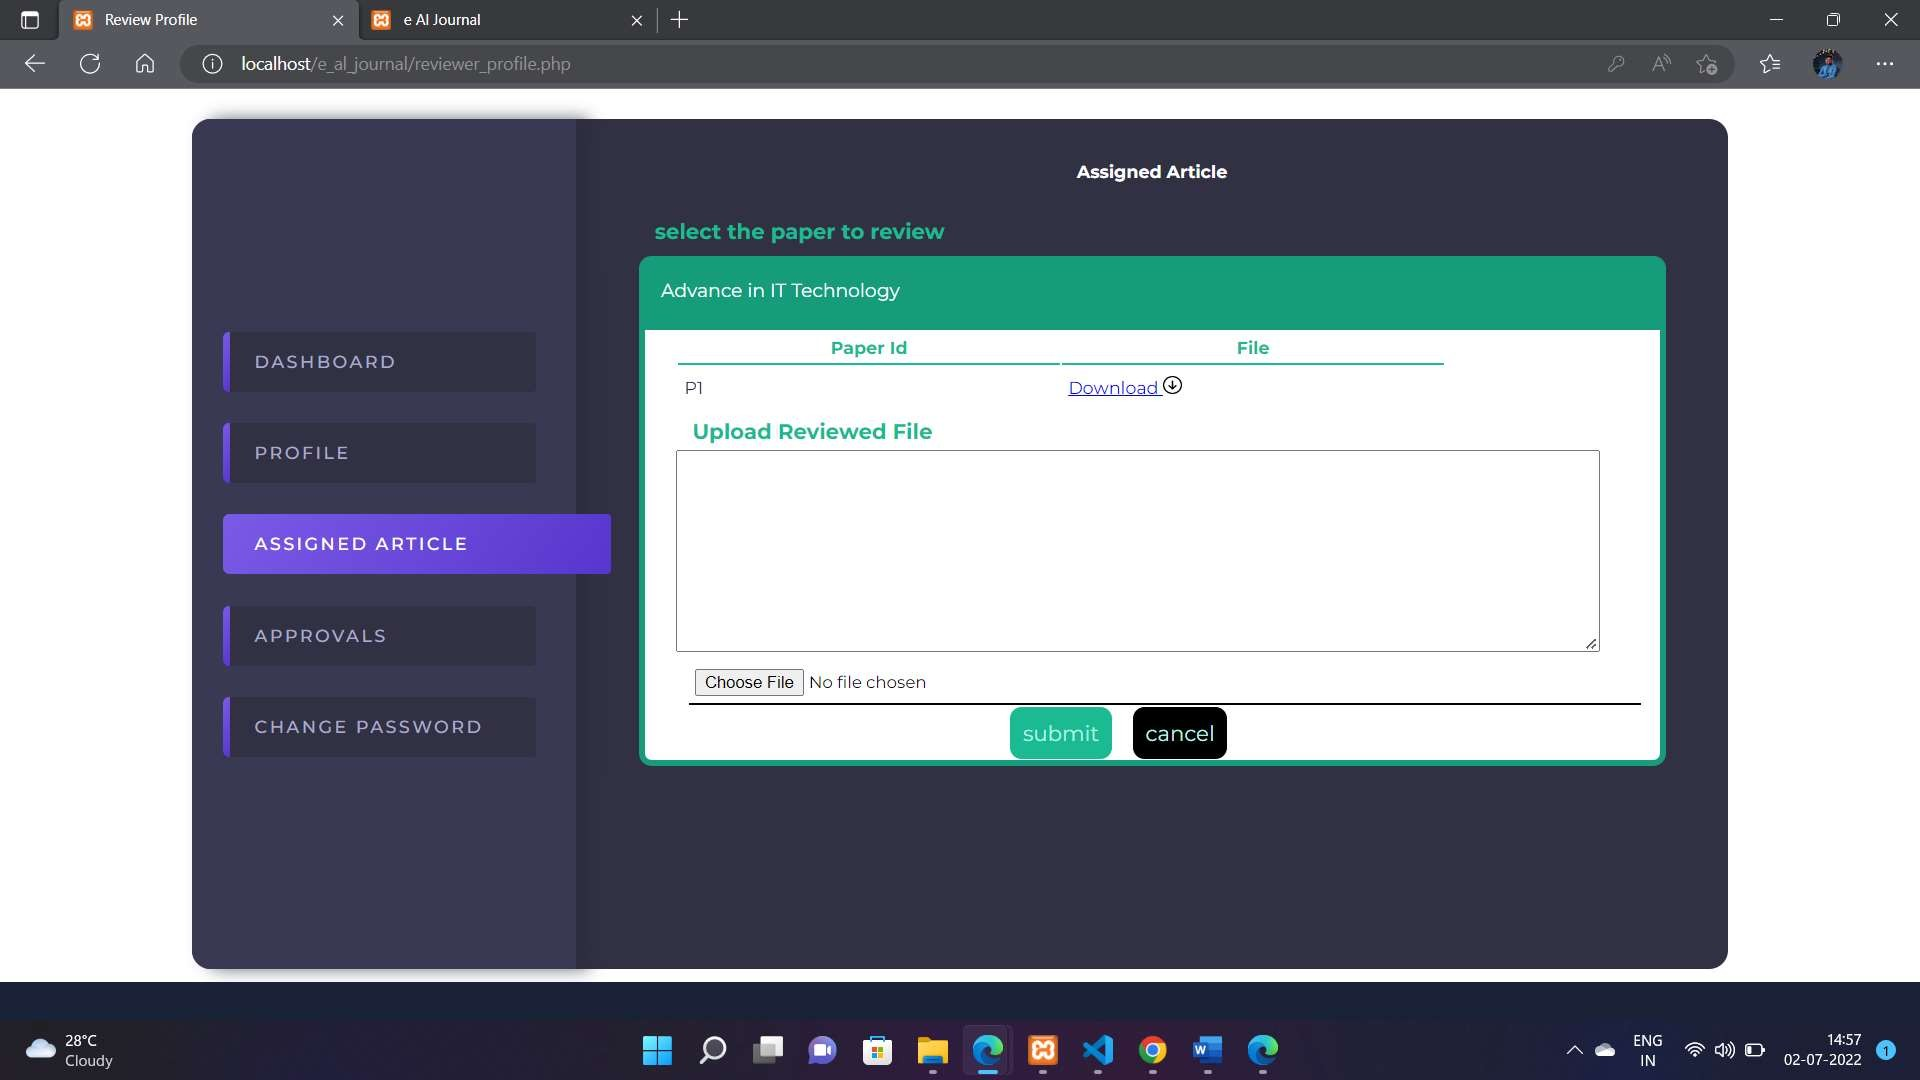 Review Profile
e Al Journal
localhost/e_al_journal/reviewer_profile.php
Assigned Article
select the paper to review
Advance in IT Technology
Paper Id File
P1 Download
Upload Reviewed File
Choose File No file chosen
submit cancel
DASHBOARD
PROFILE
ASSIGNED ARTICLE
APPROVALS
CHANGE PASSWORD
28°C
Cloudy
ENG
IN
14:57
02-07-2022
1